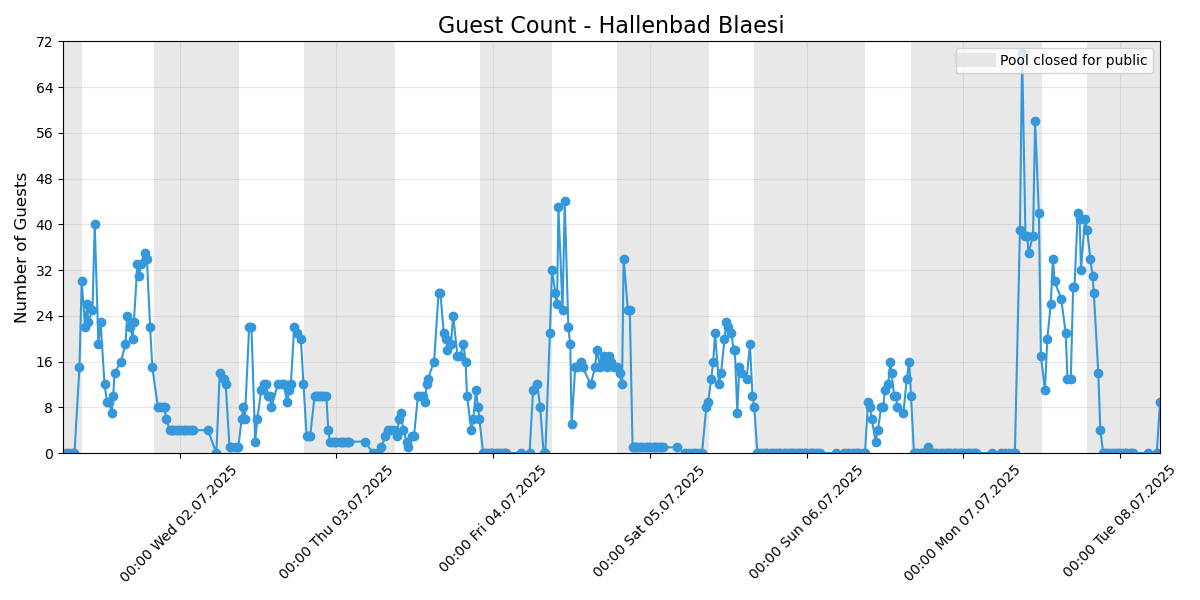 Guest Count - Hallenbad Blaesi
Pool closed for public
Number of Guests
72
64
56
48
40
32
24
16
8
0
00:00 Wed 02.07.2025
00:00 Thu 03.07.2025
00:00 Fri 04.07.2025
00:00 Sat 05.07.2025
00:00 Sun 06.07.2025
00:00 Mon 07.07.2025
00:00 Tue 08.07.2025